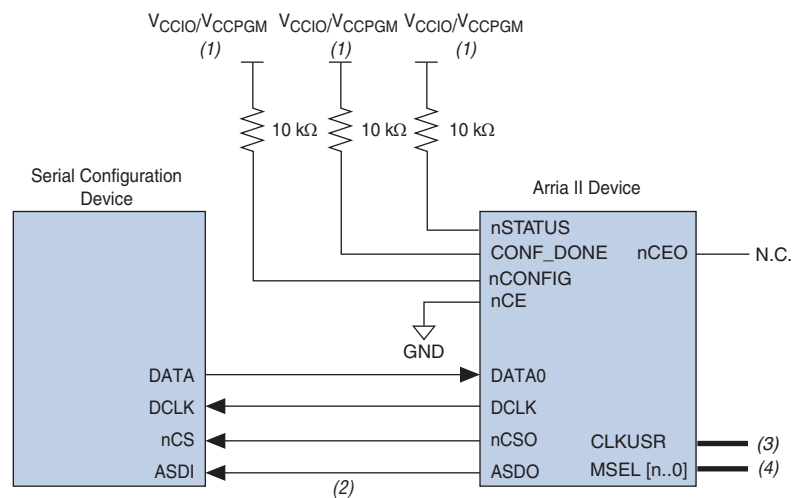 VCCIO/VCCPGM VCCIO/VCCPGM VCCIO/VCCPGM
(1) (1) (1)
10 kΩ 10 kΩ 10 kΩ
Serial Configuration
Device
Arria II Device
nSTATUS
CONF_DONE nCEO N.C.
nCONFIG
nCE
GND
DATA DATA0
DCLK DCLK
nCS nCSO CLKUSR (3)
ASDI (2) ASDO MSEL [n..0] (4)